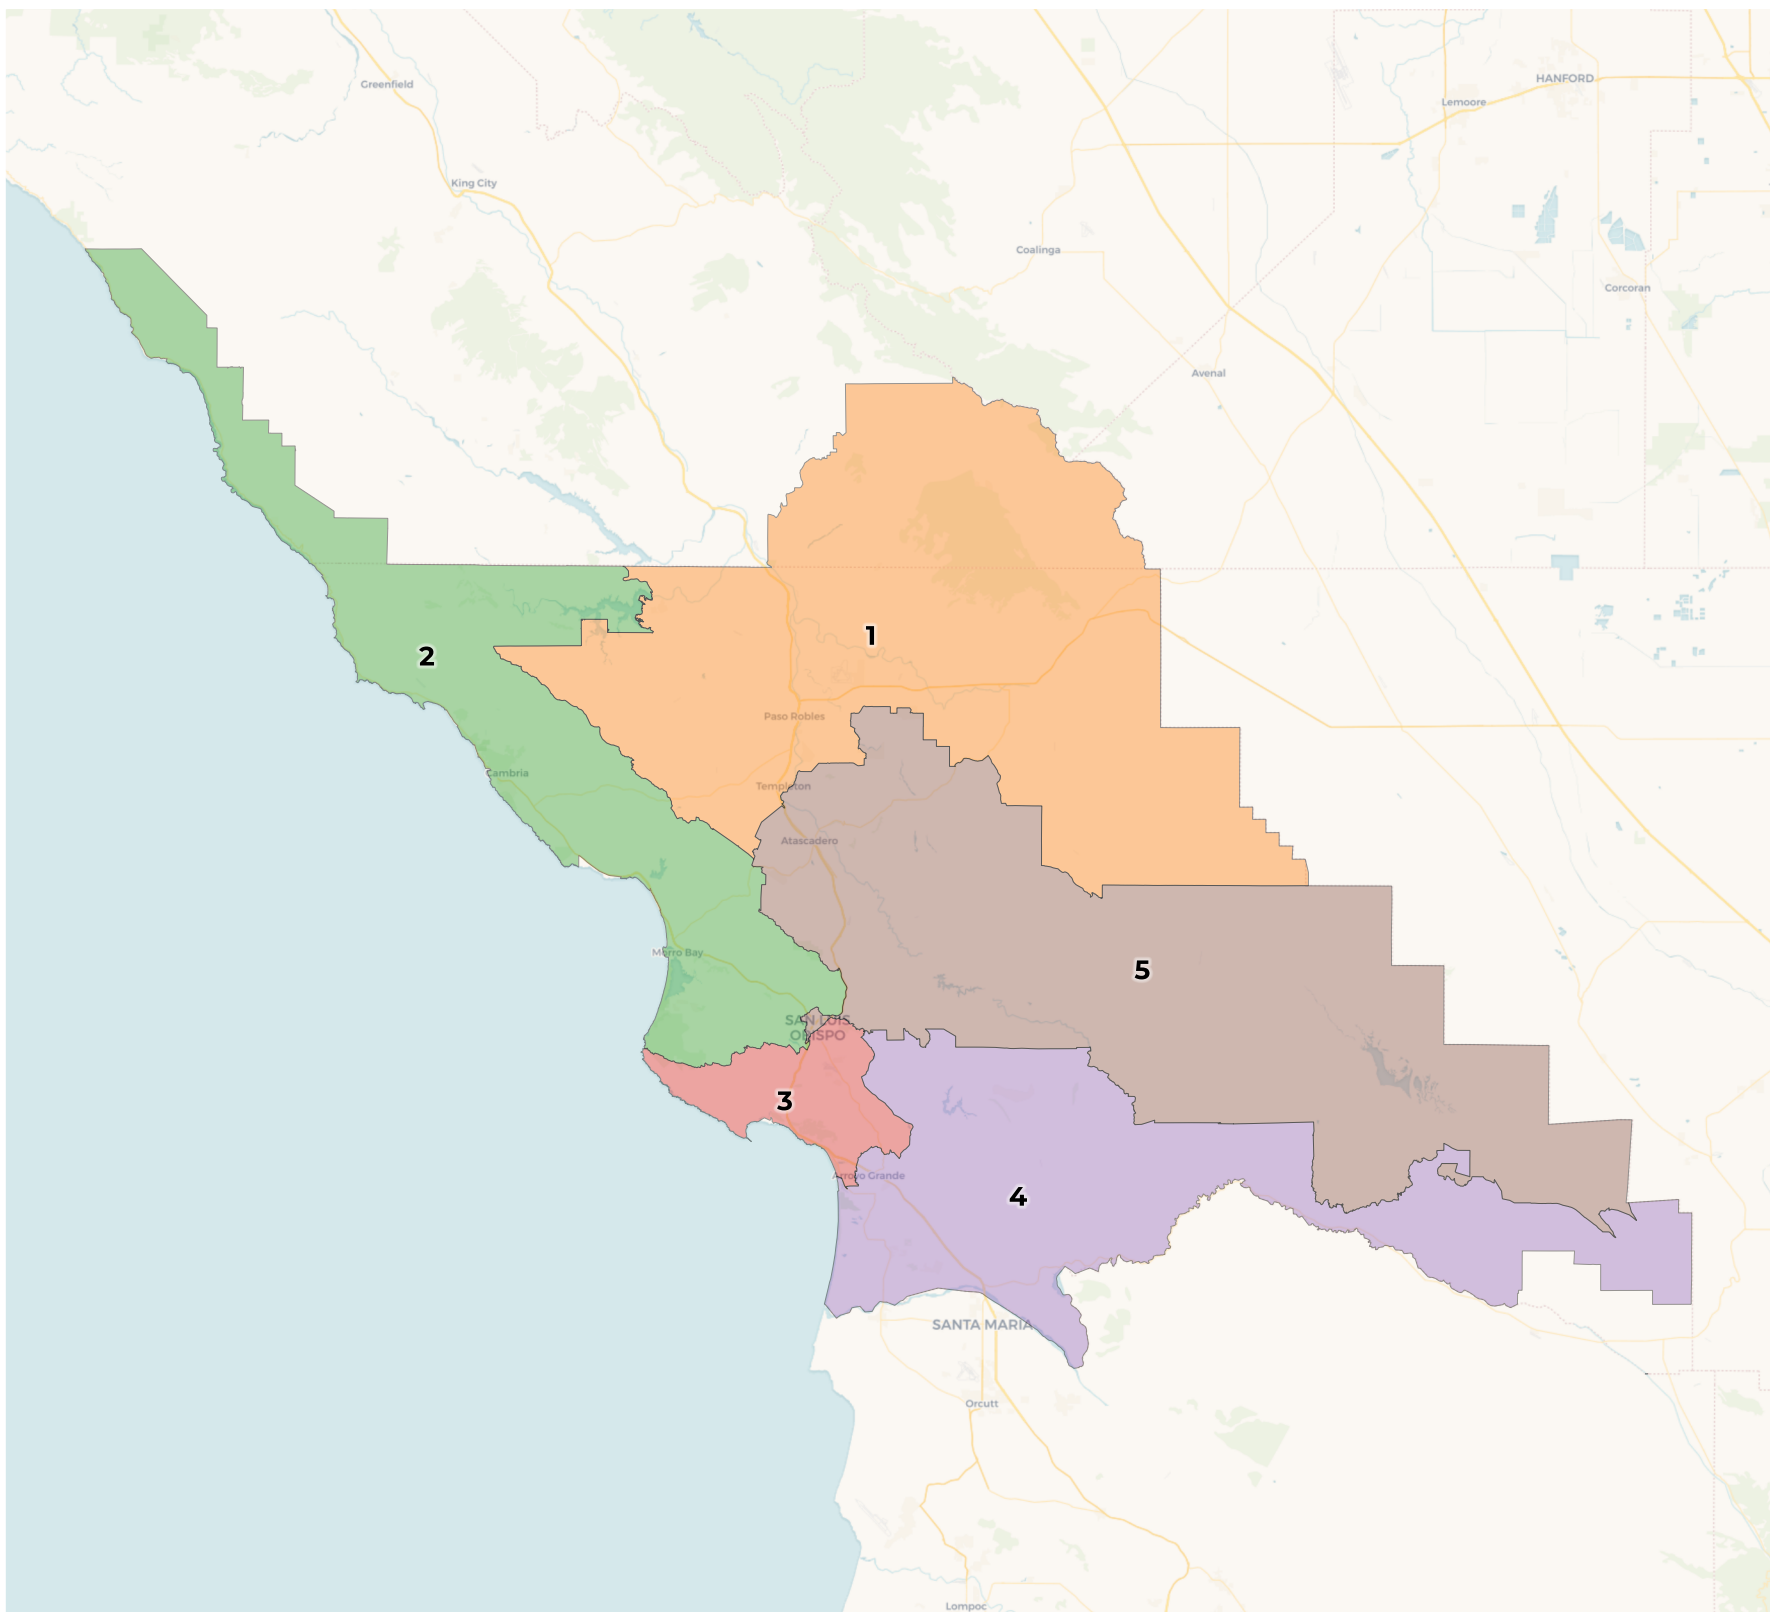 Greenfield
HANFORD
Lemoore
King City
Coalinga
Corcoran
Avenal
1
2
Paso Robles
Cambria
Templeton
Atascadero
Morro Bay
5
SAN LUIS
OBISPO
3
Arroyo Grande
4
SANTA MARIA
Orcutt
Lompoc